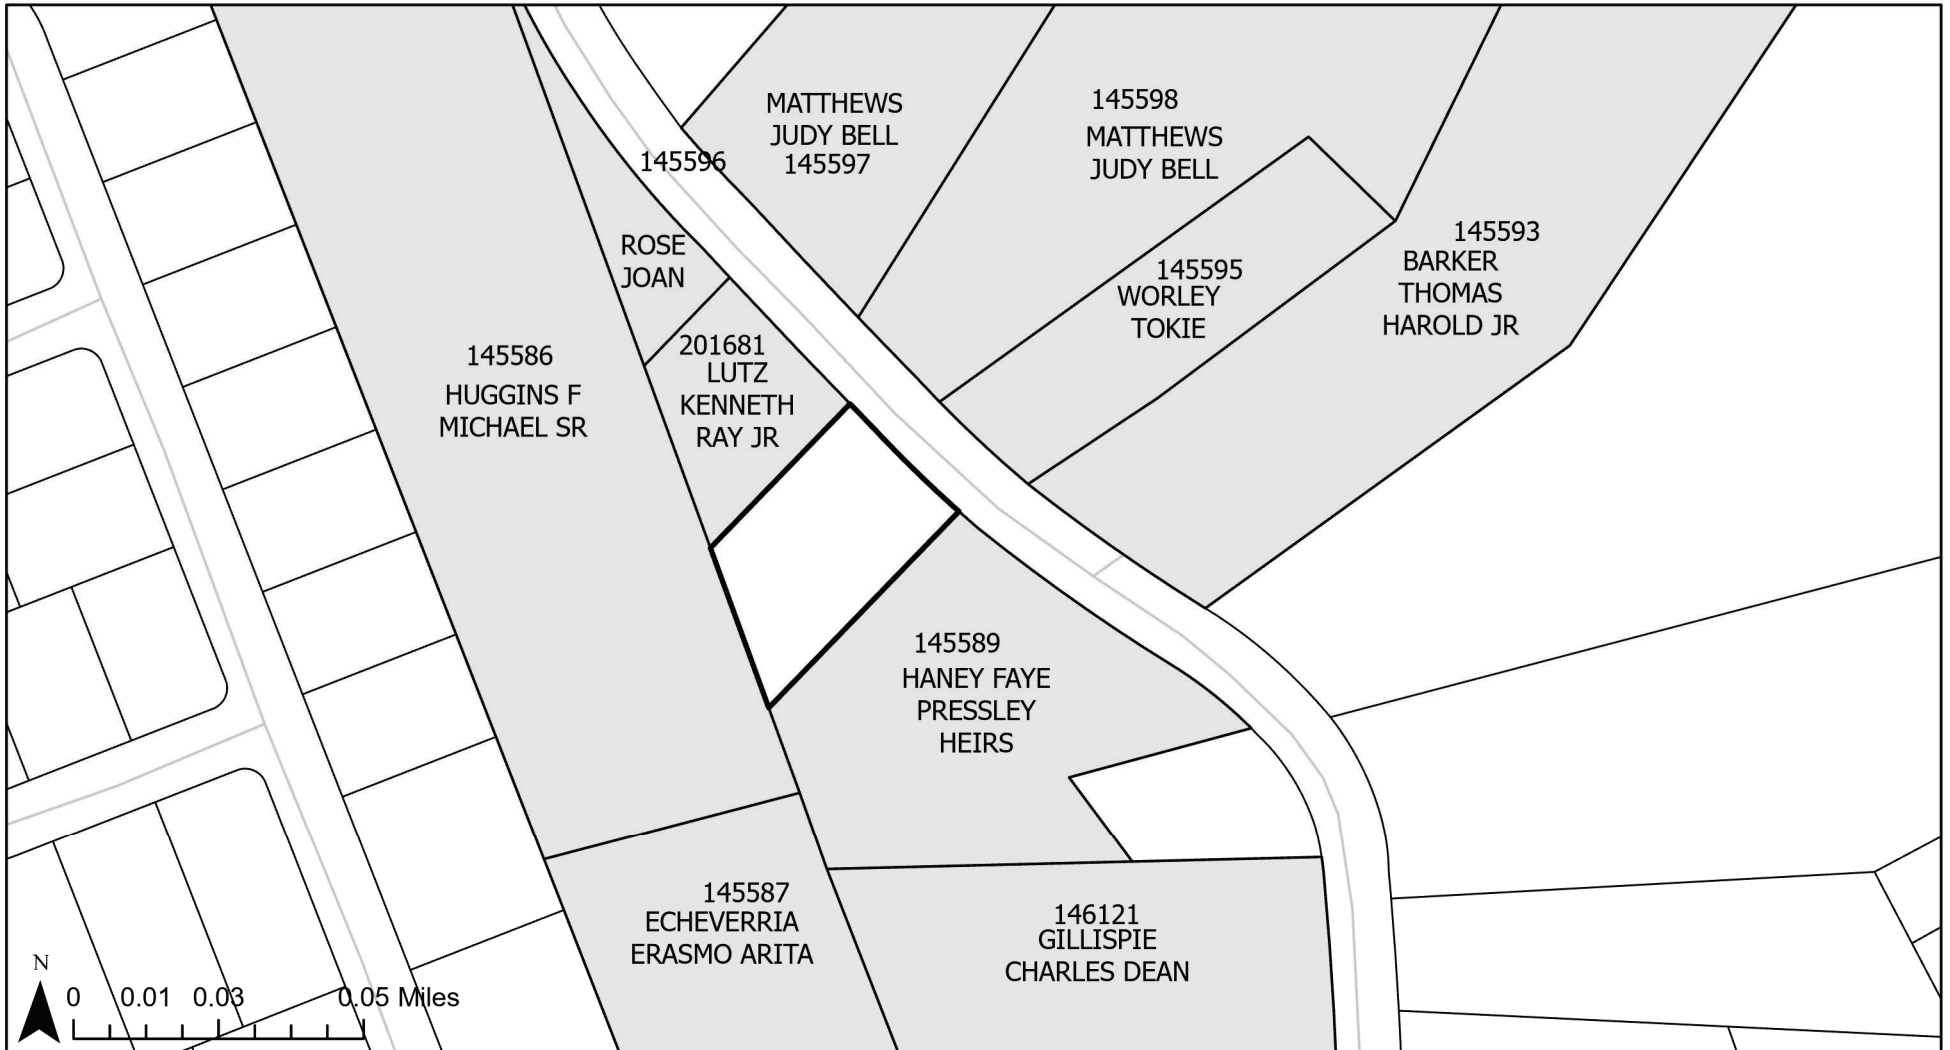 MATTHEWS
JUDY BELL
145597
145598
MATTHEWS
JUDY BELL
145596
ROSE
JOAN
145593
BARKER
THOMAS
HAROLD JR
145595
WORLEY
TOKIE
201681
LUTZ
KENNETH
RAY JR
145586
HUGGINS F
MICHAEL SR
145589
HANEY FAYE
PRESSLEY
HEIRS
145587
ECHEVERRIA
ERASMO ARITA
146121
GILLISPIE
CHARLES DEAN
N
0 0.01 0.03 0.05 Miles